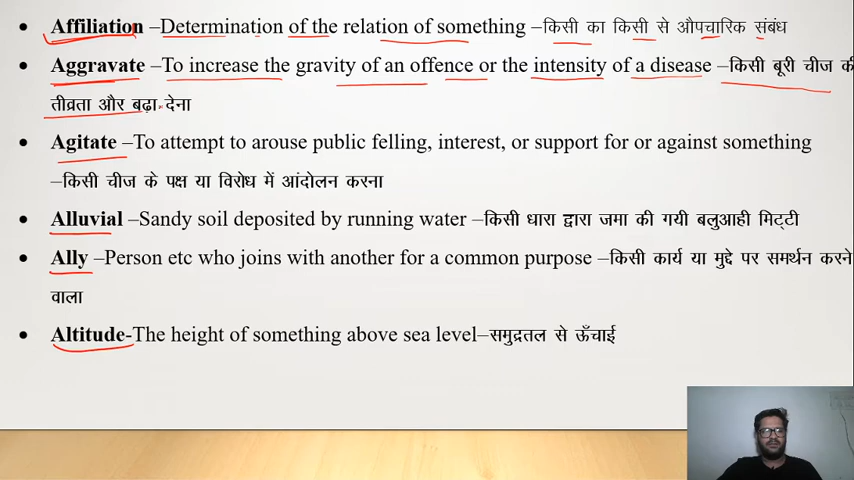 • Affiliation –Determination of the relation of something –किसी का किसी से औपचारिक संबंध
• Aggravate –To increase the gravity of an offence or the intensity of a disease –किसी बूरी चीज की
तीव्रता और बढ़ा देना
• Agitate –To attempt to arouse public felling, interest, or support for or against something
–किसी चीज के पक्ष या विरोध में आंदोलन करना
• Alluvial –Sandy soil deposited by running water –किसी धारा द्वारा जमा की गयी बलुआही मिट्टी
• Ally –Person etc who joins with another for a common purpose –किसी कार्य या मुद्दे पर समर्थन करने
वाला
• Altitude-The height of something above sea level–समुद्रतल से ऊँचाई